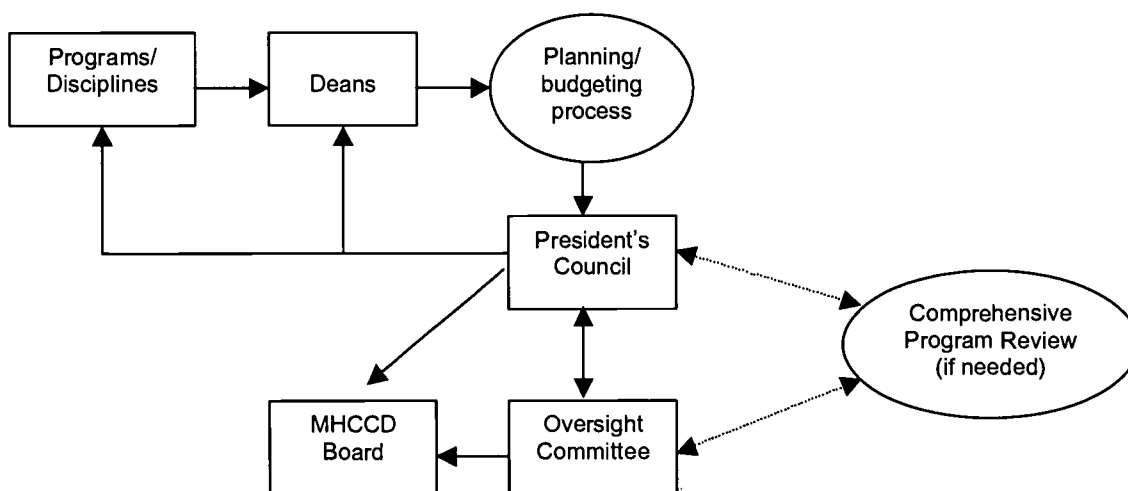 Programs/
Disciplines
Deans
Planning/
budgeting
process
President's
Council
Comprehensive
Program Review
(if needed)
MHCCD
Board
Oversight
Committee